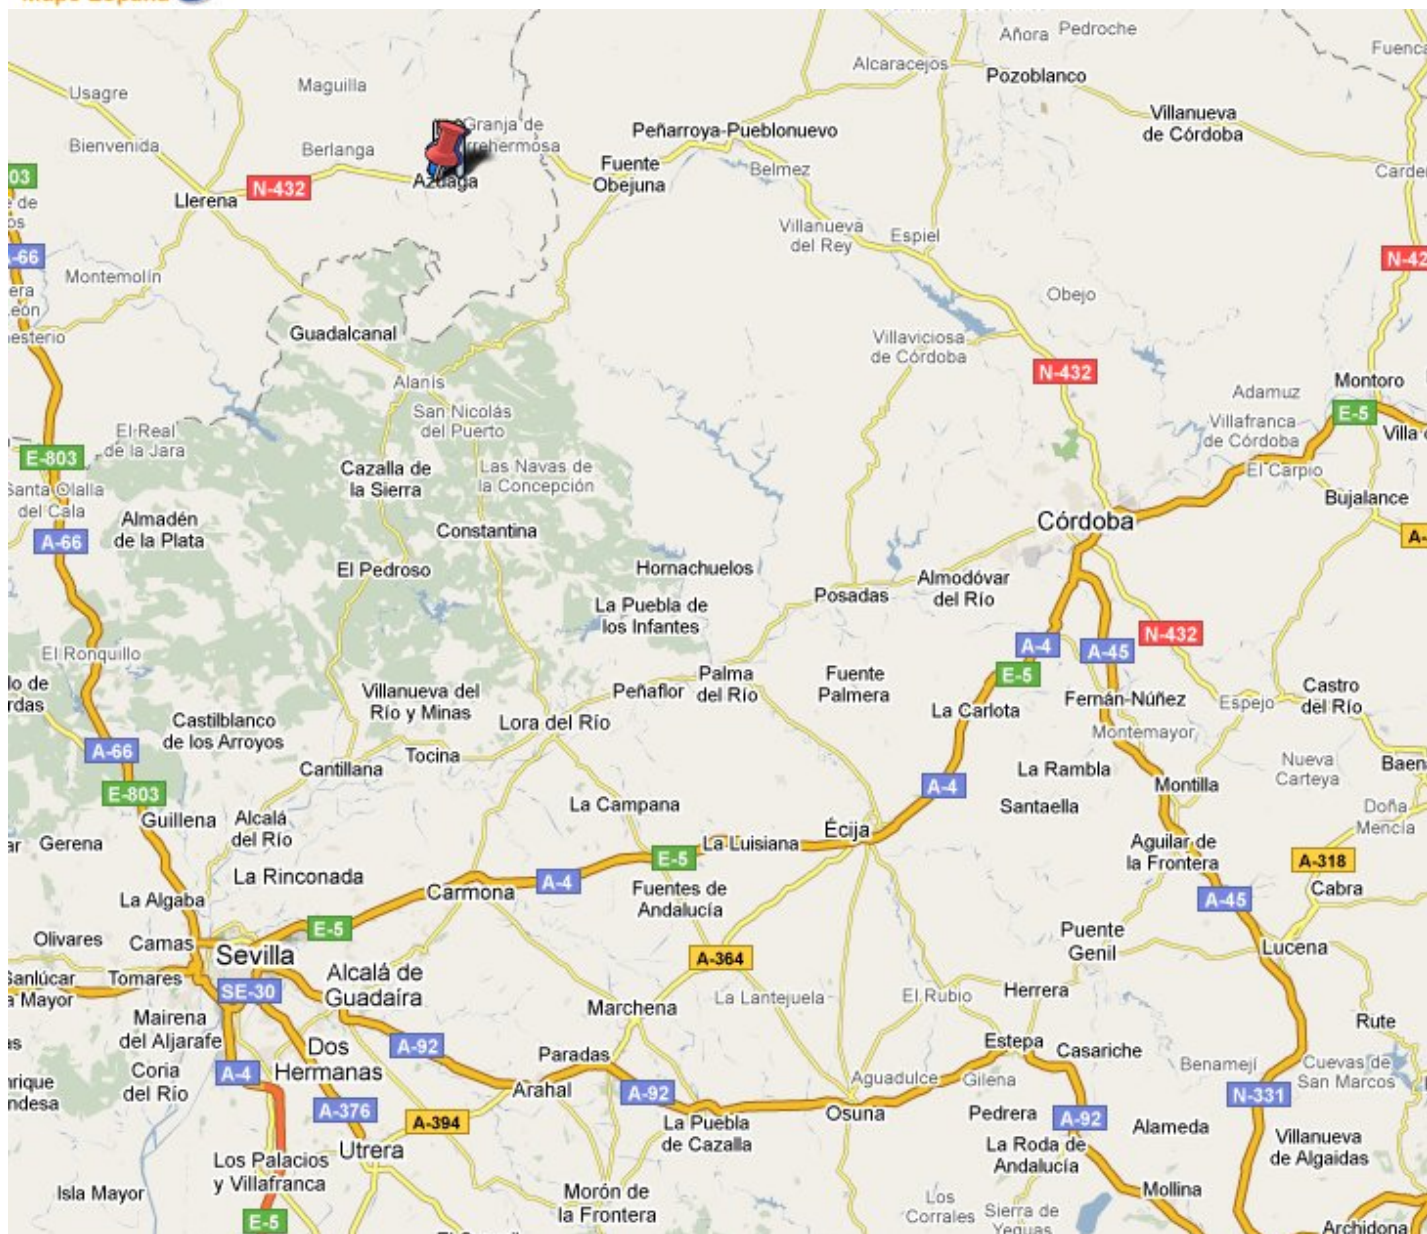 Maps España
Añora
Pedroche
Alcaracejos
Pozoblanco
Maguilla
Usagre
Villanueva
de Córdoba
Granja de
Peñarroya-Pueblonuevo
Bienvenida
Berlanga
Fuente
Obejuna
Belmez
Azuaga
N-432
Llerena
Villanueva
del Rey
Espiel
Montemolín
Obejo
Guadalcanal
Villaviciosa
de Córdoba
N-432
Alanís
Montoro
Adamuz
E-5
San Nicolás
del Puerto
Villafranca
de Córdoba
El Real
de la Jara
E-803
Cazalla de
la Sierra
Las Navas de
la Concepción
El Carpio
Santa Olalla
del Cala
Bujalance
Almadén
de la Plata
Constantina
Córdoba
A-66
El Pedroso
Hornachuelos
Almodóvar
del Río
Posadas
La Puebla de
los Infantes
N-432
A-4
A-45
E-5
El Ronquillo
Palma
del Río
Fuente
Palmera
Peñaflor
Villanueva del
Río y Minas
Fernán-Núñez
Castro
del Río
Espejo
La Carlota
Lora del Río
Castilblanco
de los Arroyos
Montemayor
A-66
Tocina
Cantillana
La Rambla
Nueva
Carteya
A-4
Montilla
E-803
La Campana
Santaella
Doña
Mencía
Guillena
Alcalá
del Río
Écija
La Luisiana
Gerena
Aguilar de
la Frontera
E-5
A-318
La Rinconada
A-4
Carmona
Fuentes de
Andalucía
Cabra
La Algaba
A-45
E-5
Olivares
Camas
Sevilla
Puente
Genil
Lucena
A-364
Sanlúcar
a Mayor
Tomares
Alcalá de
Guadaíra
SE-30
La Lantejuela
El Rubio
Herrera
Marchena
Mairena
del Aljarafe
Rute
A-92
Dos
Hermanas
Paradas
Estepa
Casariche
Benamejí
Cuevas de
San Marcos
Coria
del Río
A-4
Arahal
A-92
Aguadulce
Gilena
N-331
A-376
A-394
Osuna
Pedrera
A-92
La Puebla
de Cazalla
Alameda
Utrera
La Roda de
Andalucía
Villanueva
de Algaidas
Los Palacios
y Villafranca
Isla Mayor
Morón de
la Frontera
Mollina
Los
Corrales
Sierra de
Yeguas
E-5
Archidona